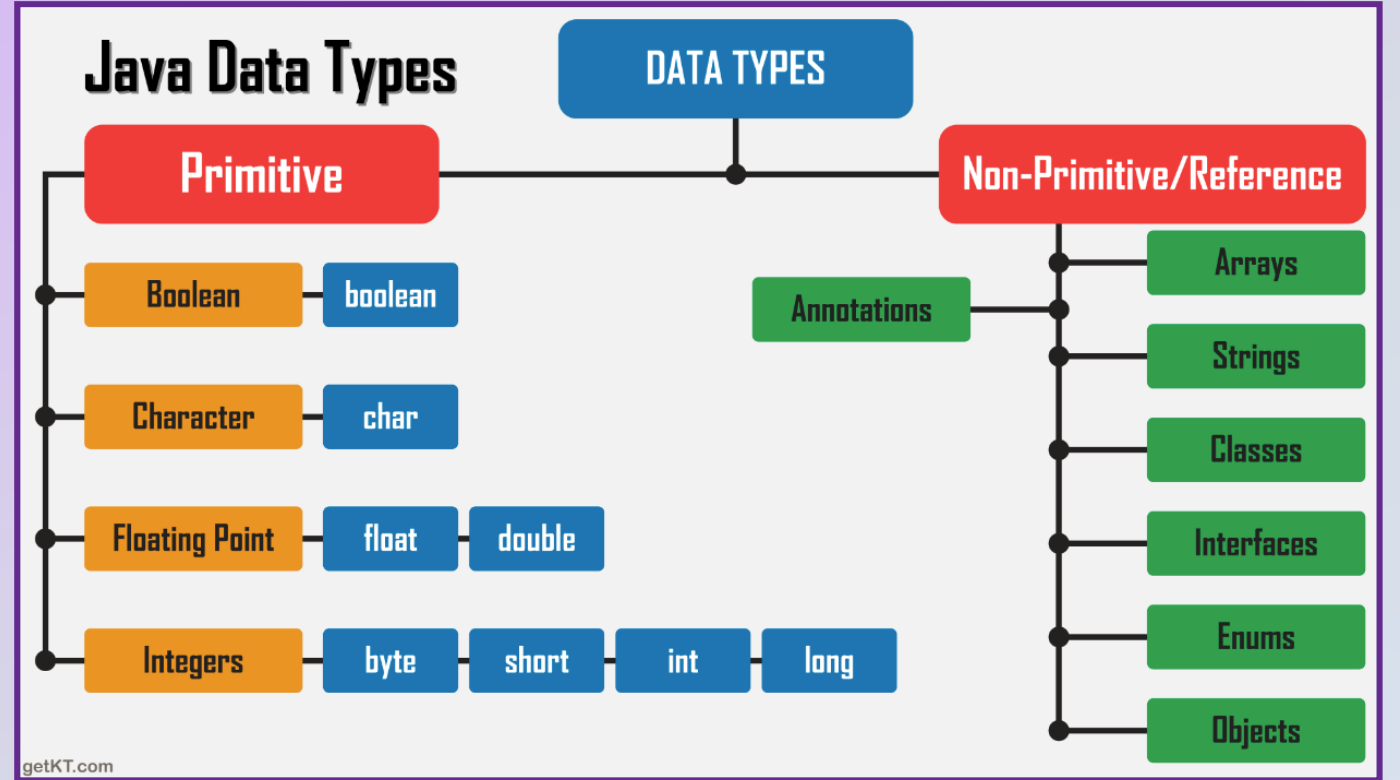 Java Data Types
DATA TYPES
Primitive
Non-Primitive/Reference
Boolean
boolean
Character
char
Floating Point
float
double
Integers
byte
short
int
long
Annotations
Arrays
Strings
Classes
Interfaces
Enums
Objects
getKT.com